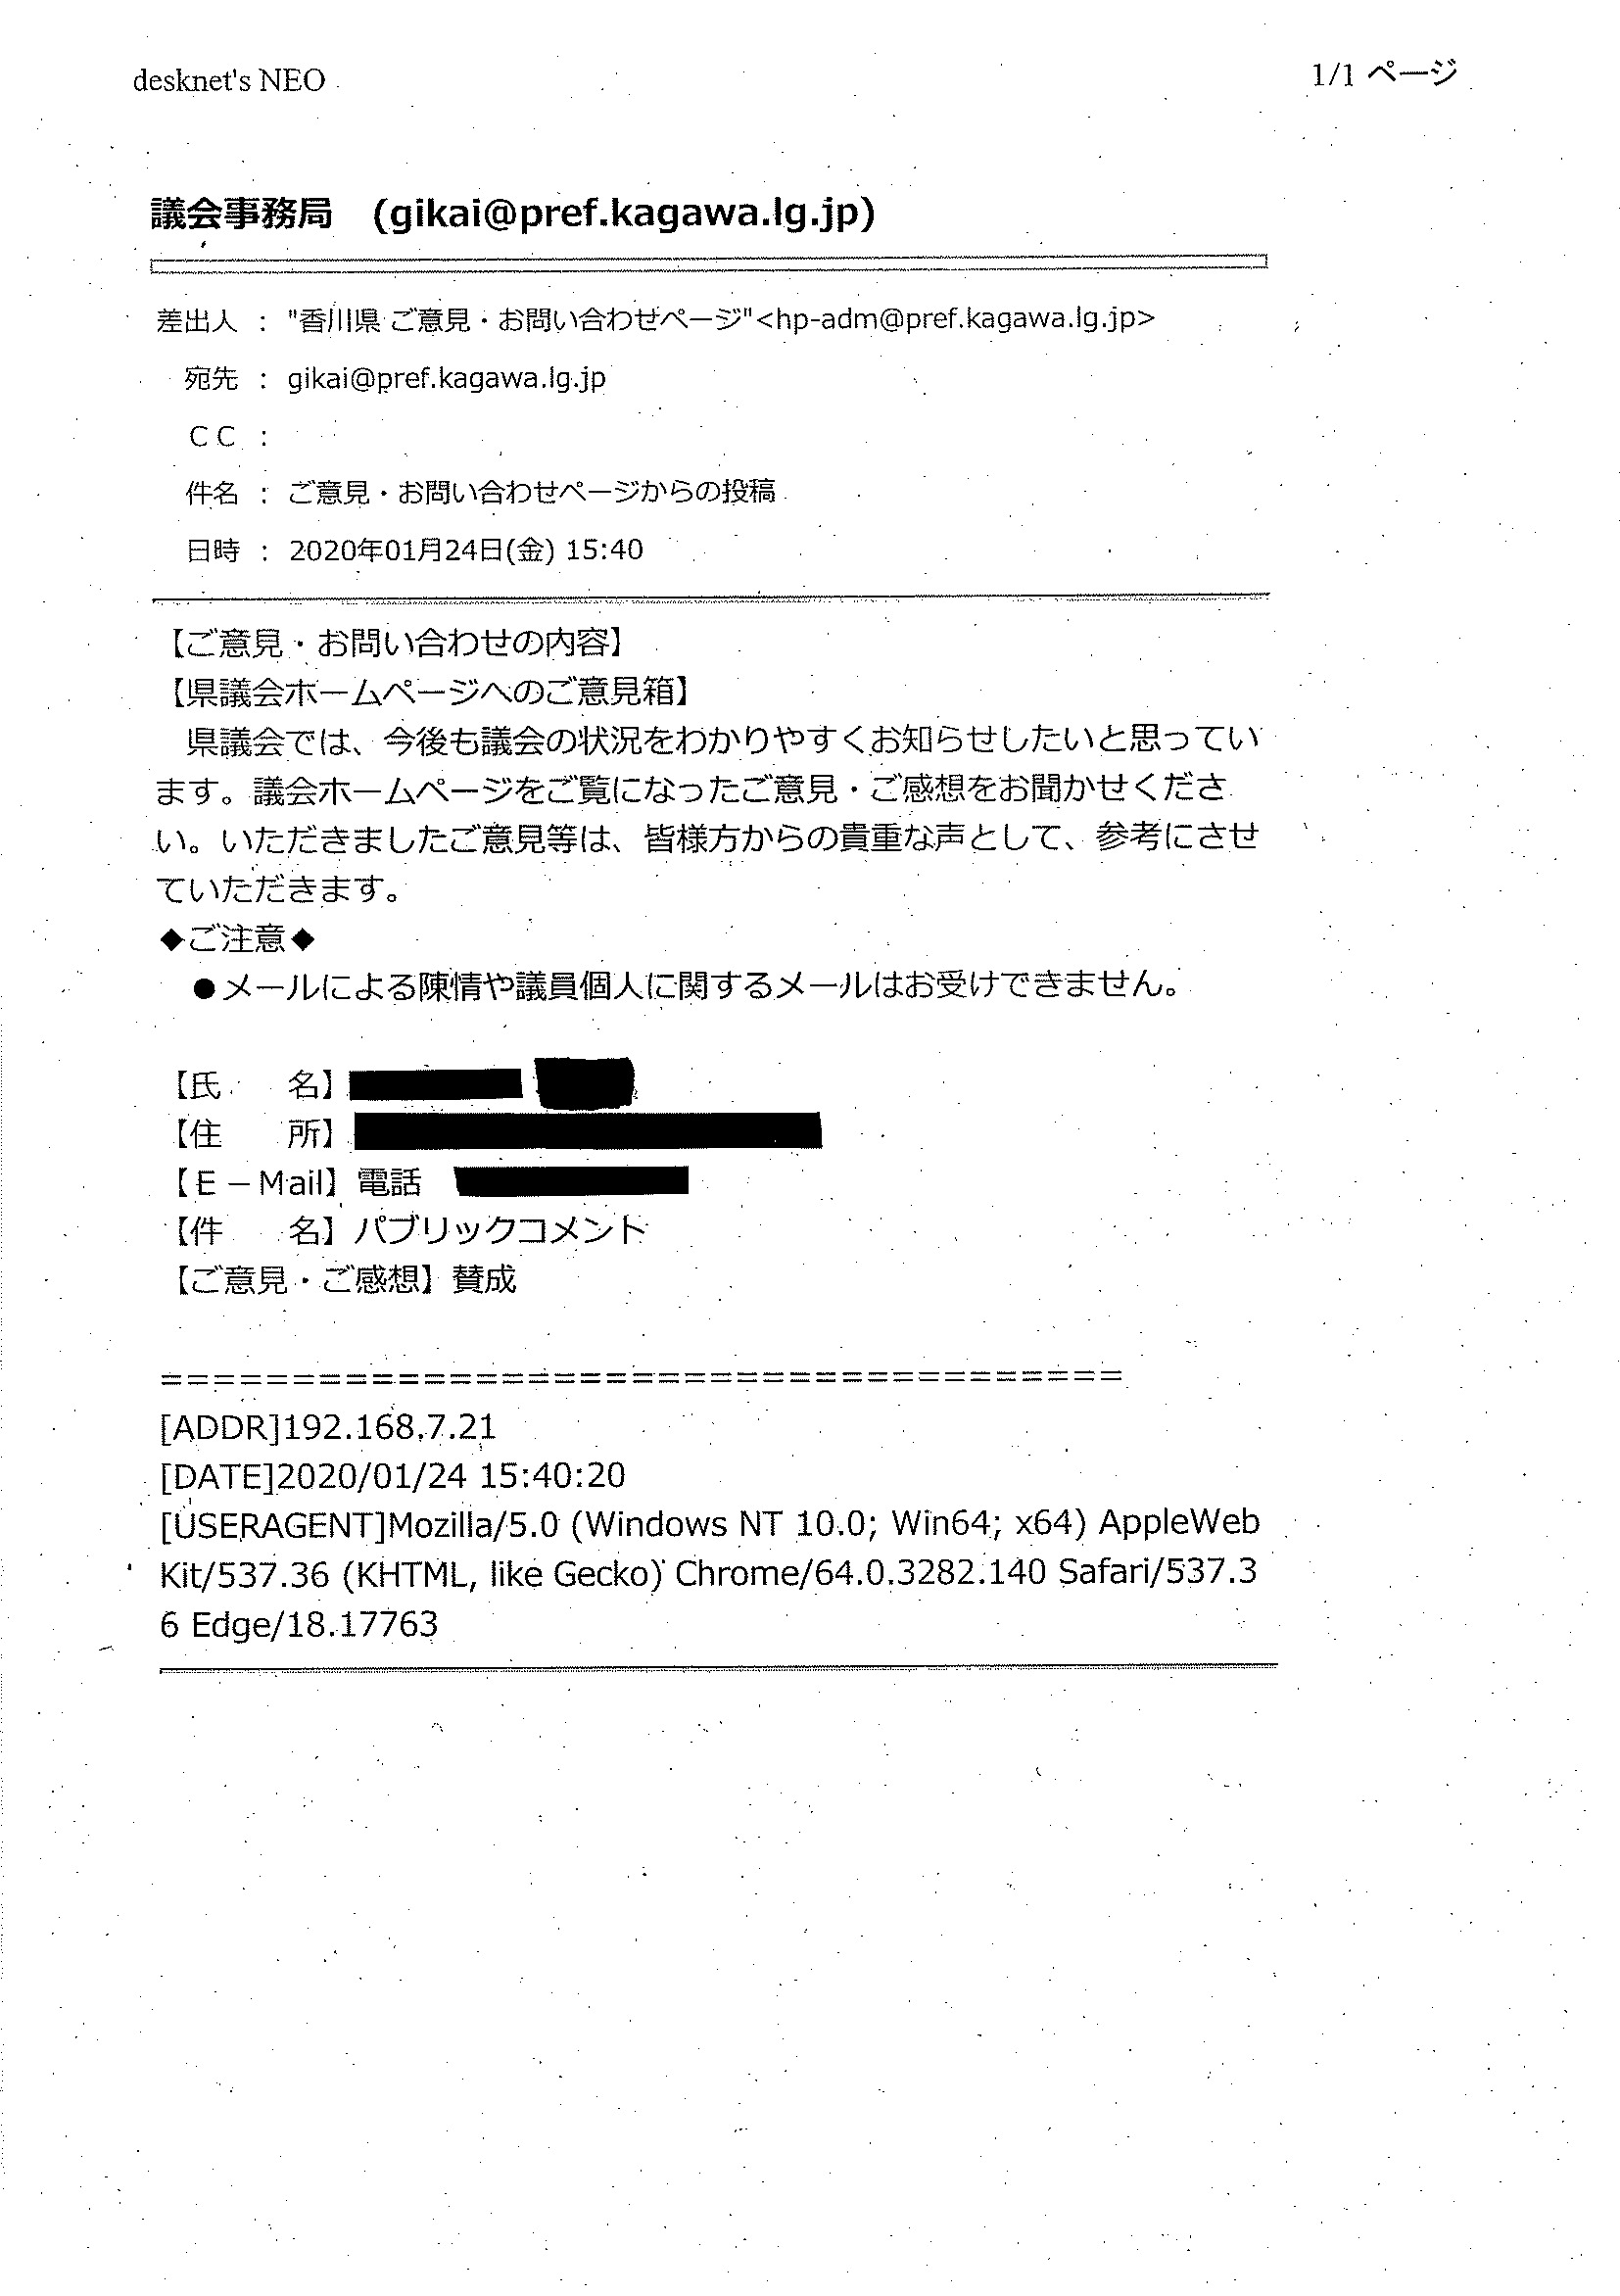 desknet's NEO
1/1 ページ
議会事務局　(gikai@pref.kagawa.lg.jp)
差出人 ： "香川県 ご意見・お問い合わせページ"<hp-adm@pref.kagawa.lg.jp>
宛先 ： gikai@pref.kagawa.lg.jp
ＣＣ ：
件名 ： ご意見・お問い合わせページからの投稿
日時 ： 2020年01月24日(金) 15:40
【ご意見・お問い合わせの内容】
【県議会ホームページへのご意見箱】
　県議会では、今後も議会の状況をわかりやすくお知らせしたいと思ってい
ます。議会ホームページをご覧になったご意見・ご感想をお聞かせくださ
い。いただきましたご意見等は、皆様方からの貴重な声として、参考にさせ
ていただきます。
◆ご注意◆
　●メールによる陳情や議員個人に関するメールはお受けできません。
【氏　　名】
【住　　所】
【Ｅ－Mail】電話
【件　　名】パブリックコメント
【ご意見・ご感想】賛成
=====================================
[ADDR]192.168.7.21
[DATE]2020/01/24 15:40:20
[USERAGENT]Mozilla/5.0 (Windows NT 10.0; Win64; x64) AppleWeb
Kit/537.36 (KHTML, like Gecko) Chrome/64.0.3282.140 Safari/537.3
6 Edge/18.17763